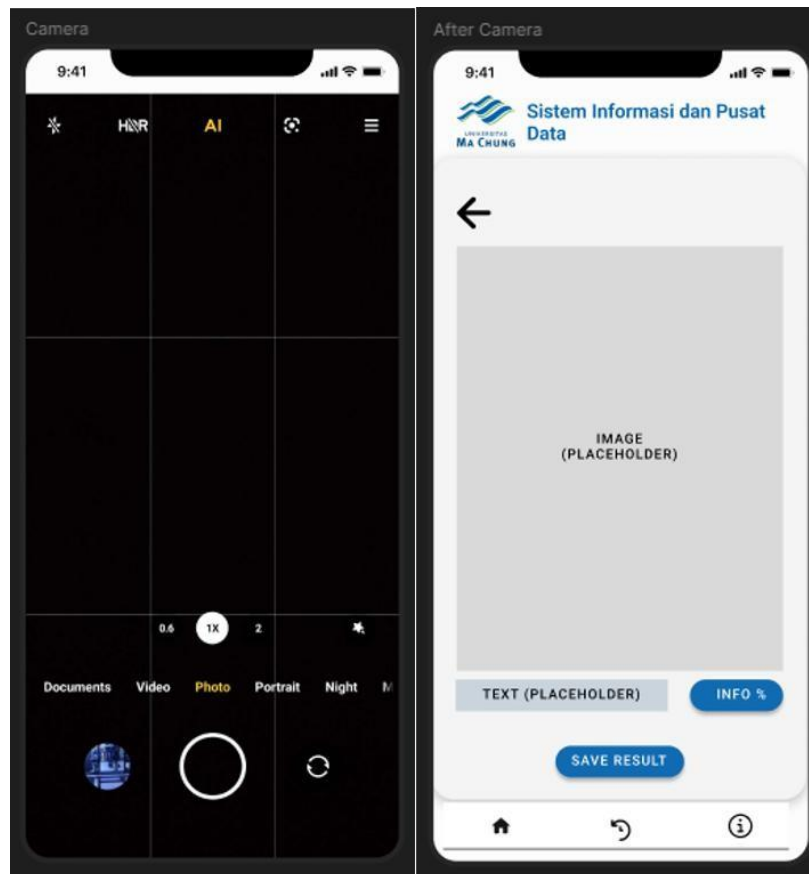 Camera
9:41
HDR
AI
0.6
1X
2
Documents
Video
Photo
Portrait
Night
M
After Camera
9:41
UNIVERSITAS
MA CHUNG
Sistem Informasi dan Pusat
Data
IMAGE
(PLACEHOLDER)
TEXT (PLACEHOLDER)
INFO %
SAVE RESULT